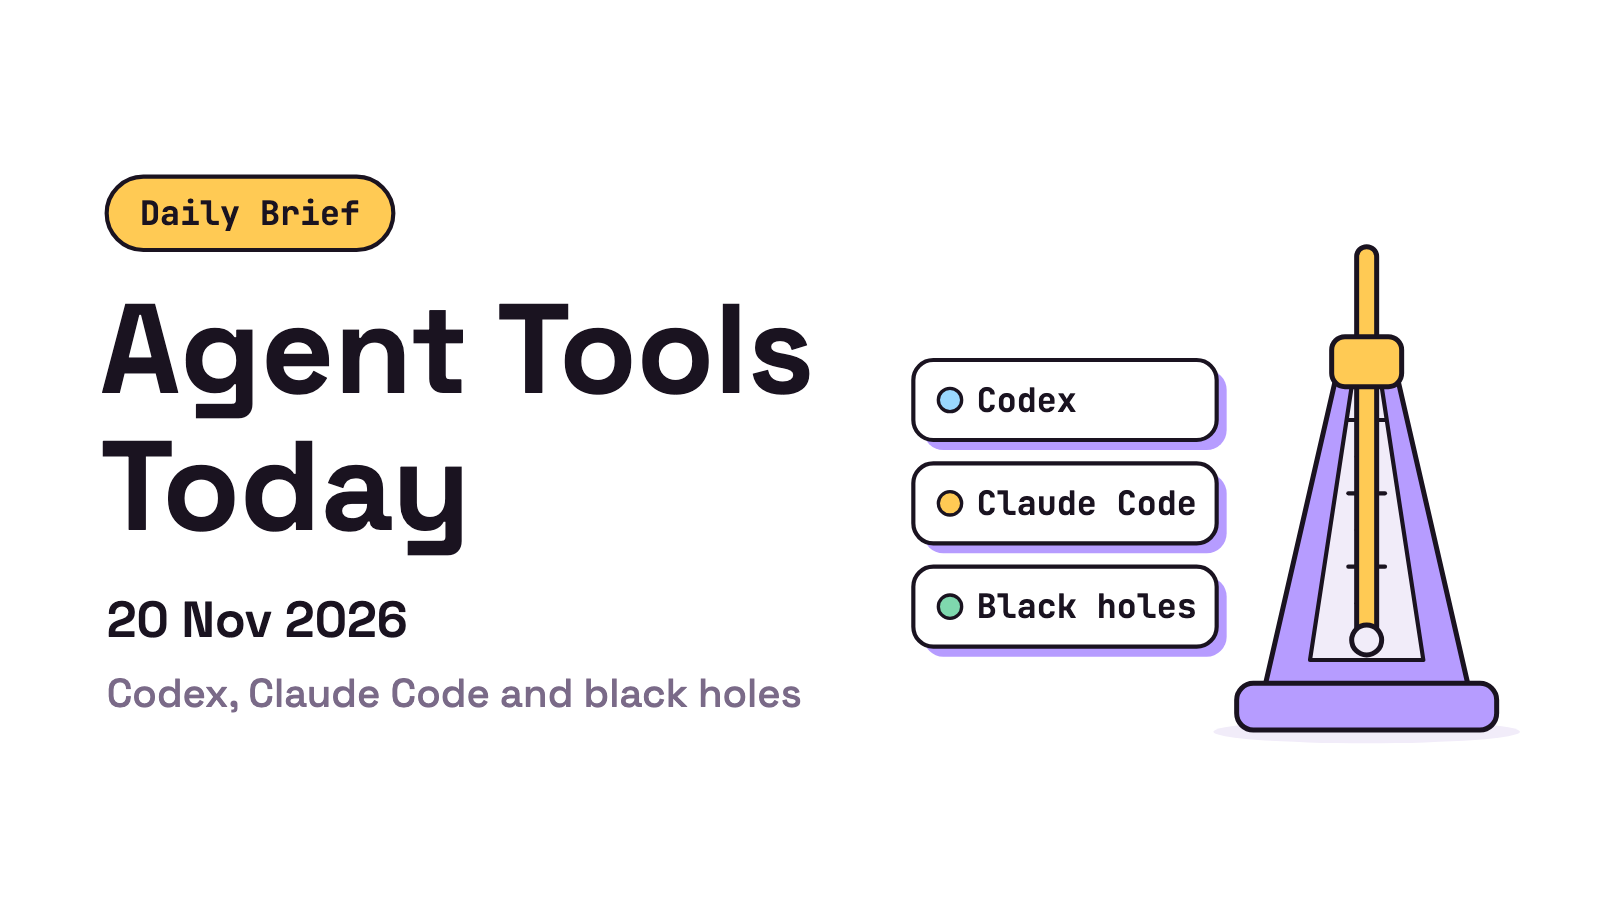 Daily Brief
Agent Tools
Today
20 Nov 2026
Codex, Claude Code and black holes
Codex
Claude Code
Black holes